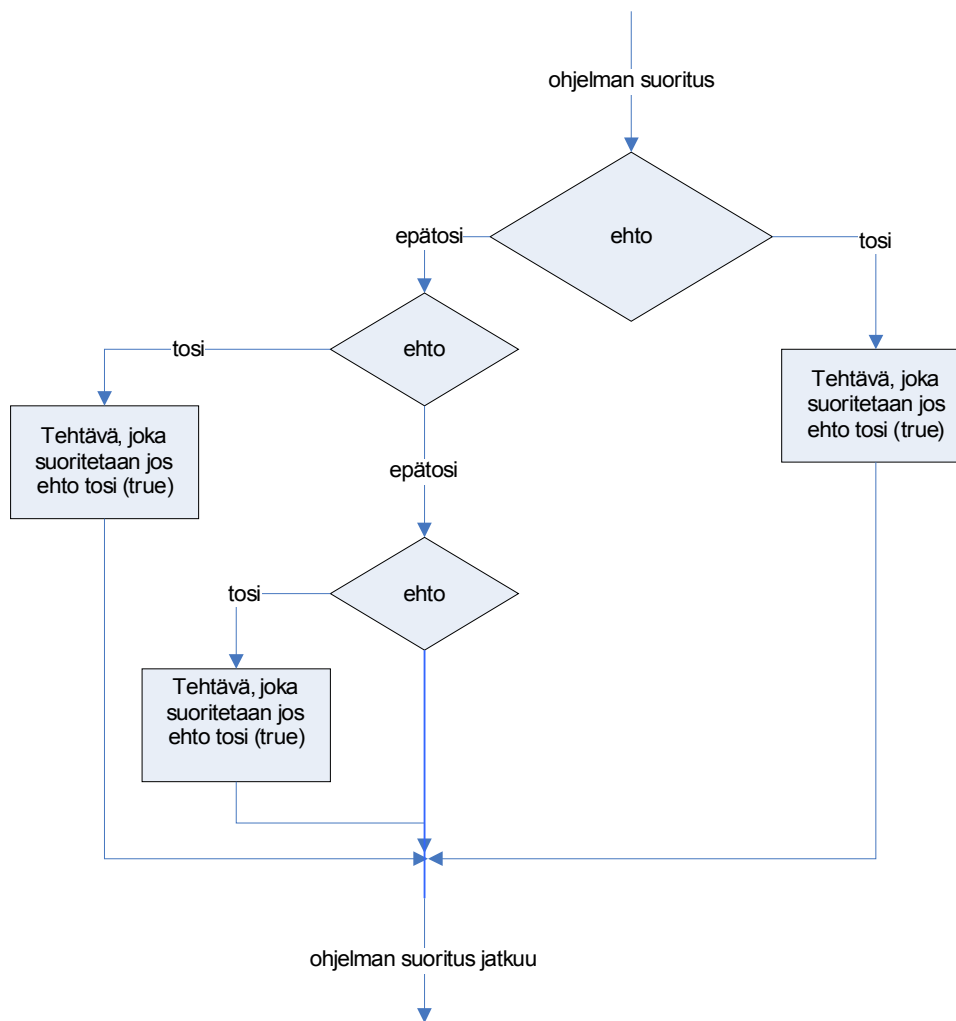 ohjelman suoritus
ehto
epätosi
tosi
ehto
tosi
Tehtävä, joka
suoritetaan jos
ehto tosi (true)
Tehtävä, joka
suoritetaan jos
ehto tosi (true)
epätosi
ehto
tosi
Tehtävä, joka
suoritetaan jos
ehto tosi (true)
ohjelman suoritus jatkuu